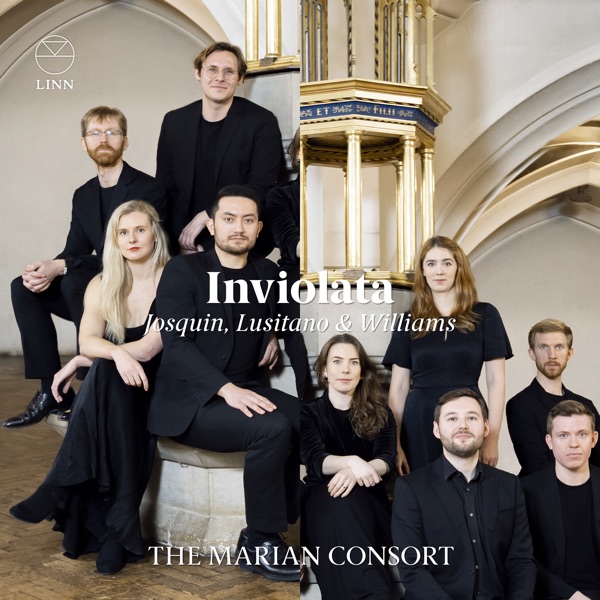 LINN
ET FILII
Inviolata
Josquin, Lusitano & Williams
THE MARIAN CONSORT